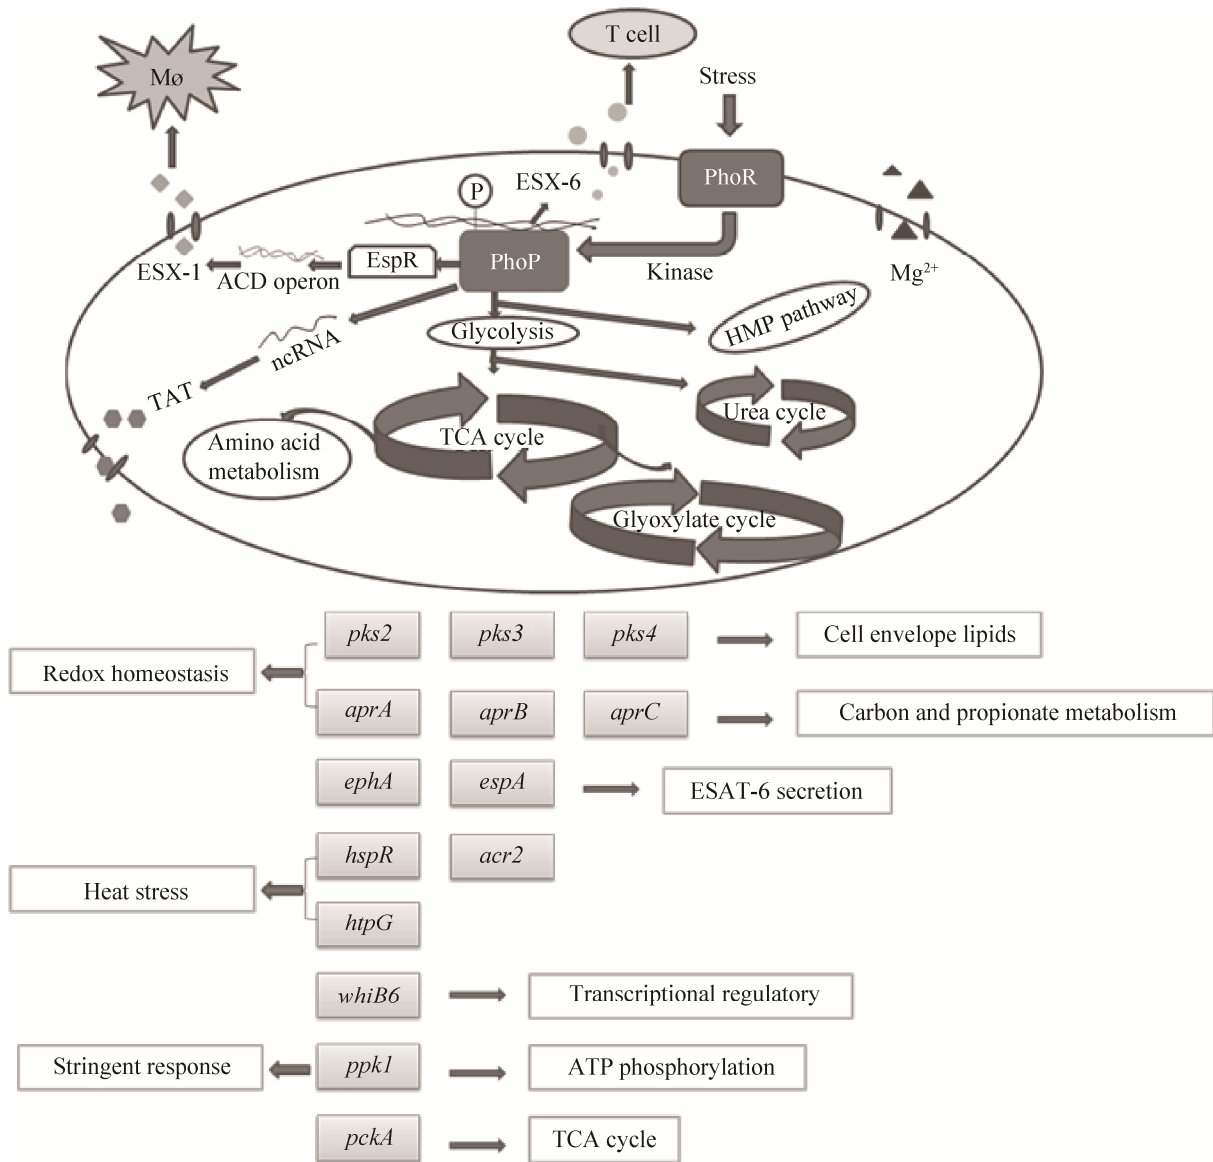 T cell
Mø
Stress
PhoR
P
ESX-6
EspR
PhoP
Kinase
Mg²⁺
ESX-1
ACD operon
Glycolysis
HMP pathway
ncRNA
TAT
Urea cycle
TCA cycle
Amino acid
metabolism
Glyoxylate cycle
pks2
pks3
pks4
Cell envelope lipids
Redox homeostasis
aprA
aprB
aprC
Carbon and propionate metabolism
ephA
espA
ESAT-6 secretion
hspR
acr2
Heat stress
htpG
whiB6
Transcriptional regulatory
Stringent response
ppk1
ATP phosphorylation
pckA
TCA cycle